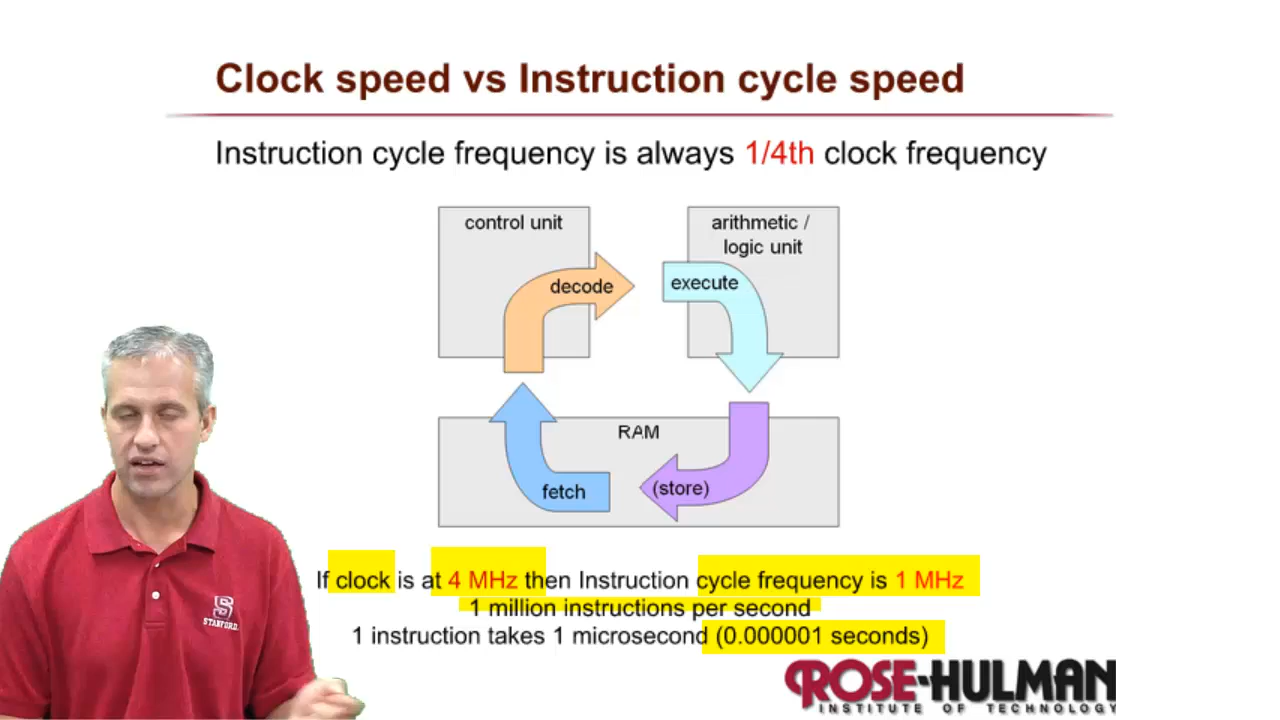 Clock speed vs Instruction cycle speed
Instruction cycle frequency is always 1/4th clock frequency
control unit
arithmetic /
logic unit
decode
execute
RAM
fetch
(store)
If clock is at 4 MHz then Instruction cycle frequency is 1 MHz
1 million instructions per second
1 instruction takes 1 microsecond (0.000001 seconds)
S
STANFORD
ROSE-HULMAN
INSTITUTE OF TECHNOLOGY